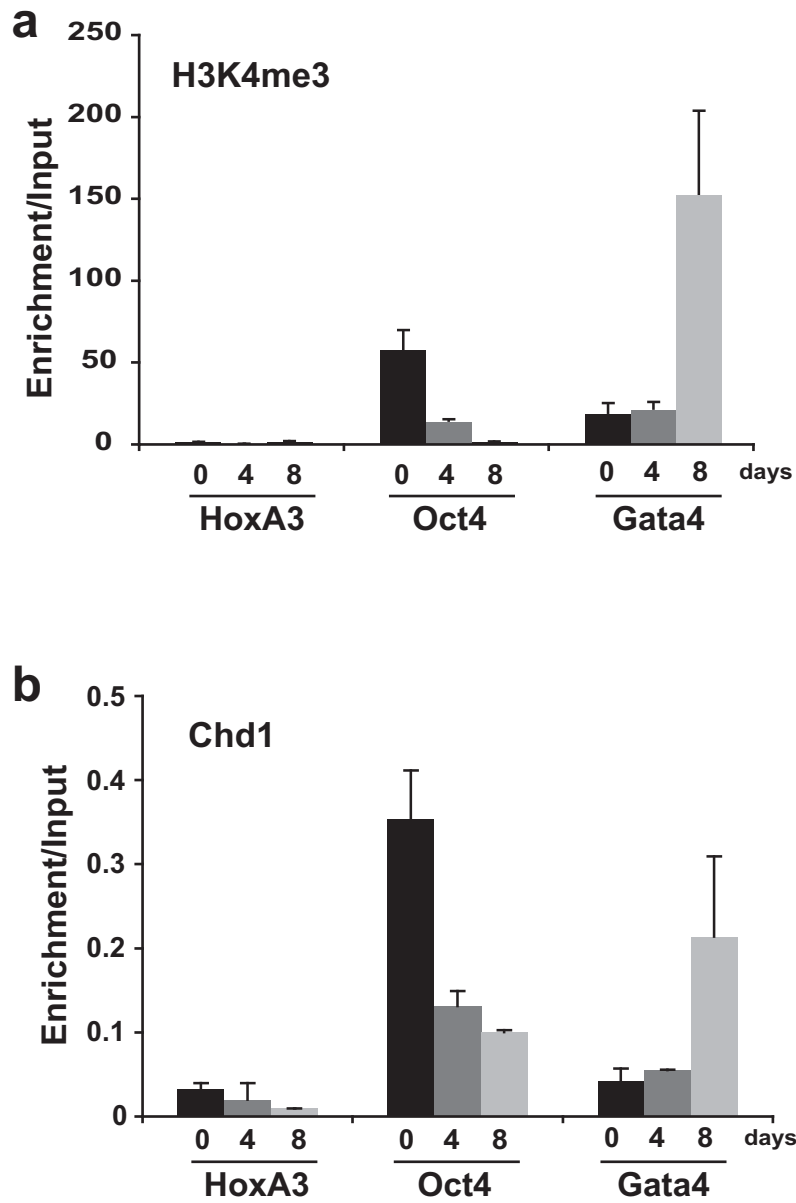 a
250
H3K4me3
200
150
100
50
0
Enrichment/Input
0 4 8 0 4 8 0 4 8 days
HoxA3 Oct4 Gata4
b
0.5
Chd1
0.4
0.3
0.2
0.1
0
Enrichment/Input
0 4 8 0 4 8 0 4 8 days
HoxA3 Oct4 Gata4